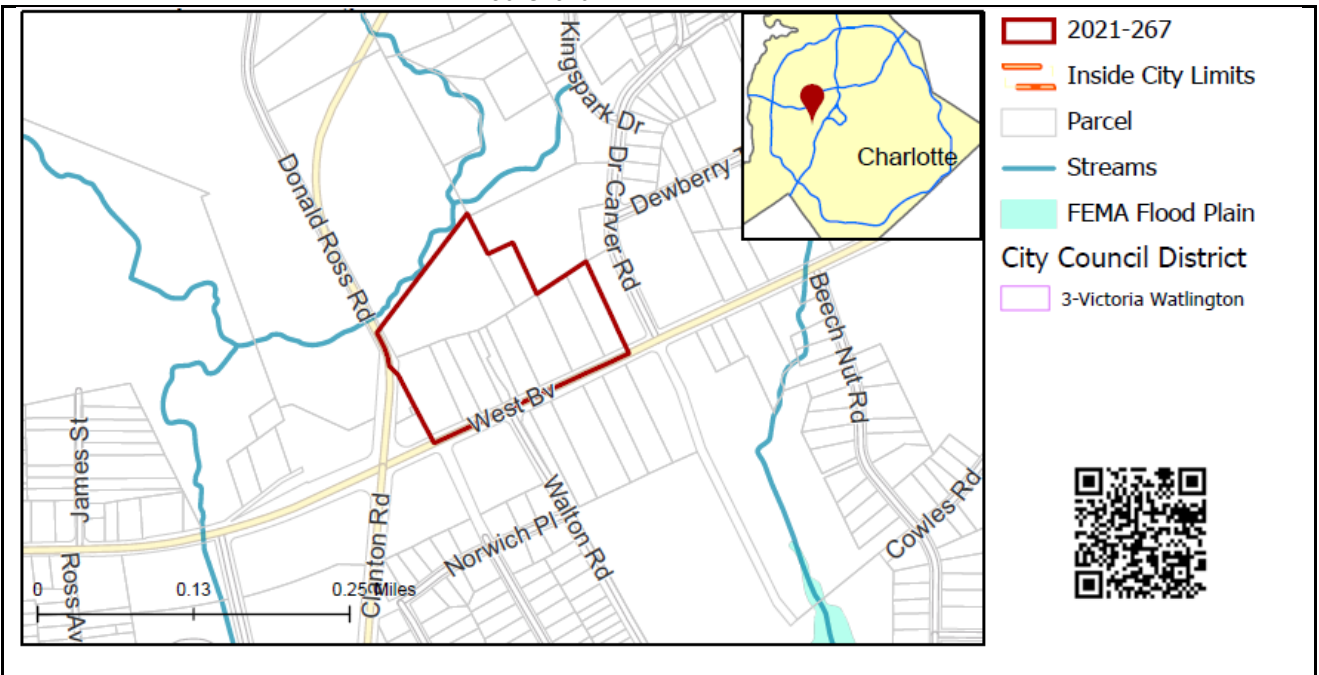 Kingspark Dr
Donald Ross Rd
Dr Carver Rd
Dewberry T
Charlotte
West Bv
Beech Nut Rd
James St
Walton Rd
Norwich Pl
Clanton Rd
Cowles Rd
Ross Av
0 0.13 0.25 Miles
2021-267
Inside City Limits
Parcel
Streams
FEMA Flood Plain
City Council District
3-Victoria Watlington